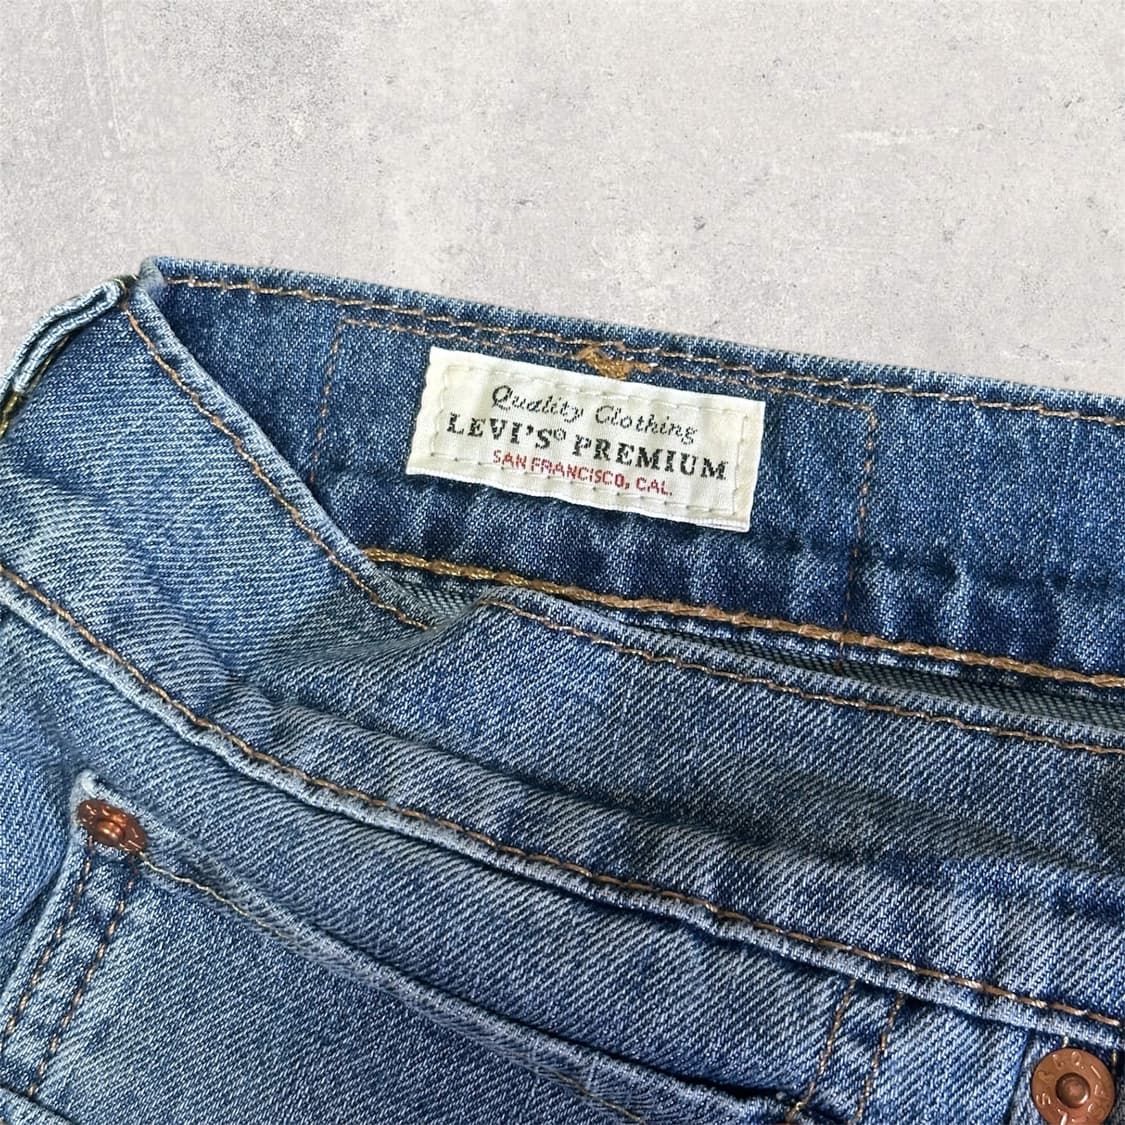 Quality Clothing
LEVI'S® PREMIUM
SAN FRANCISCO, CAL.